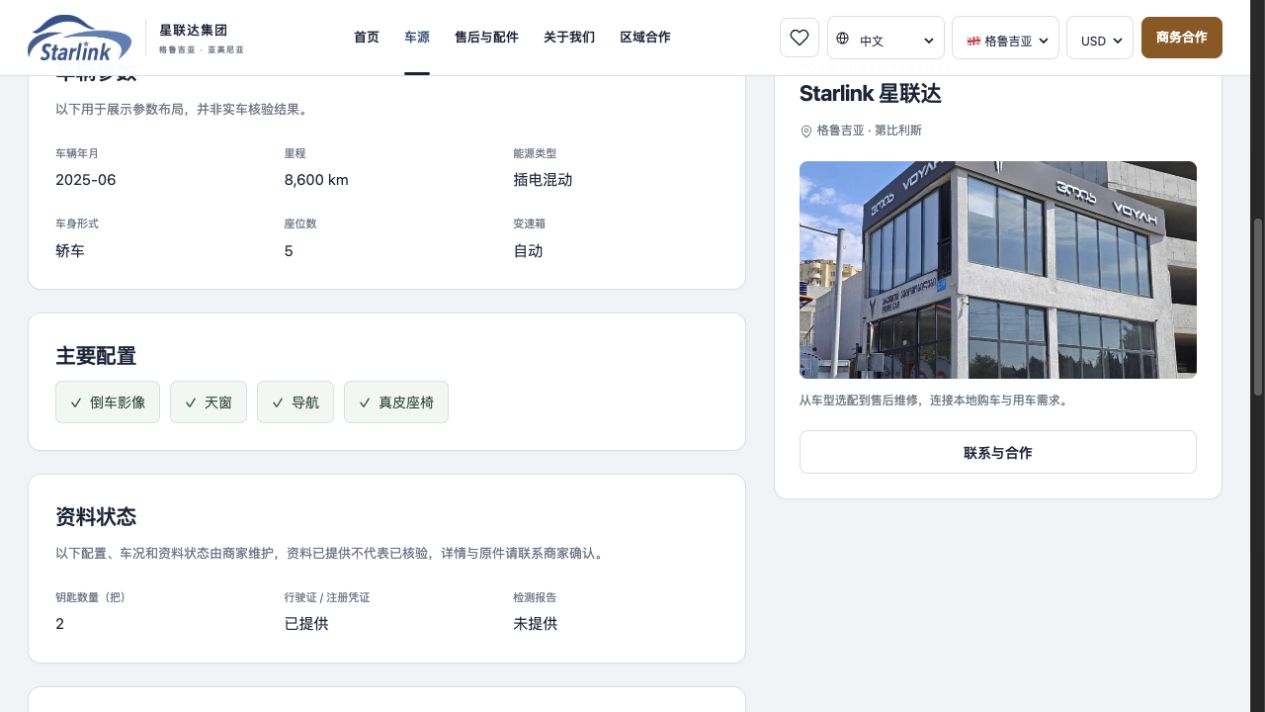 Starlink
星联达集团
格鲁吉亚 · 亚美尼亚
首页
车源
售后与配件
关于我们
区域合作
中文
格鲁吉亚
USD
商务合作
车辆参数
以下用于展示参数布局，并非实车核验结果。
车辆年月
里程
能源类型
2025-06
8,600 km
插电混动
车身形式
座位数
变速箱
轿车
5
自动
主要配置
✓ 倒车影像
✓ 天窗
✓ 导航
✓ 真皮座椅
资料状态
以下配置、车况和资料状态由商家维护，资料已提供不代表已核验，详情与原件请联系商家确认。
钥匙数量（把）
行驶证 / 注册凭证
检测报告
2
已提供
未提供
Starlink 星联达
格鲁吉亚 · 第比利斯
VOYAH
VOYAH
从车型选配到售后维修，连接本地购车与用车需求。
联系与合作